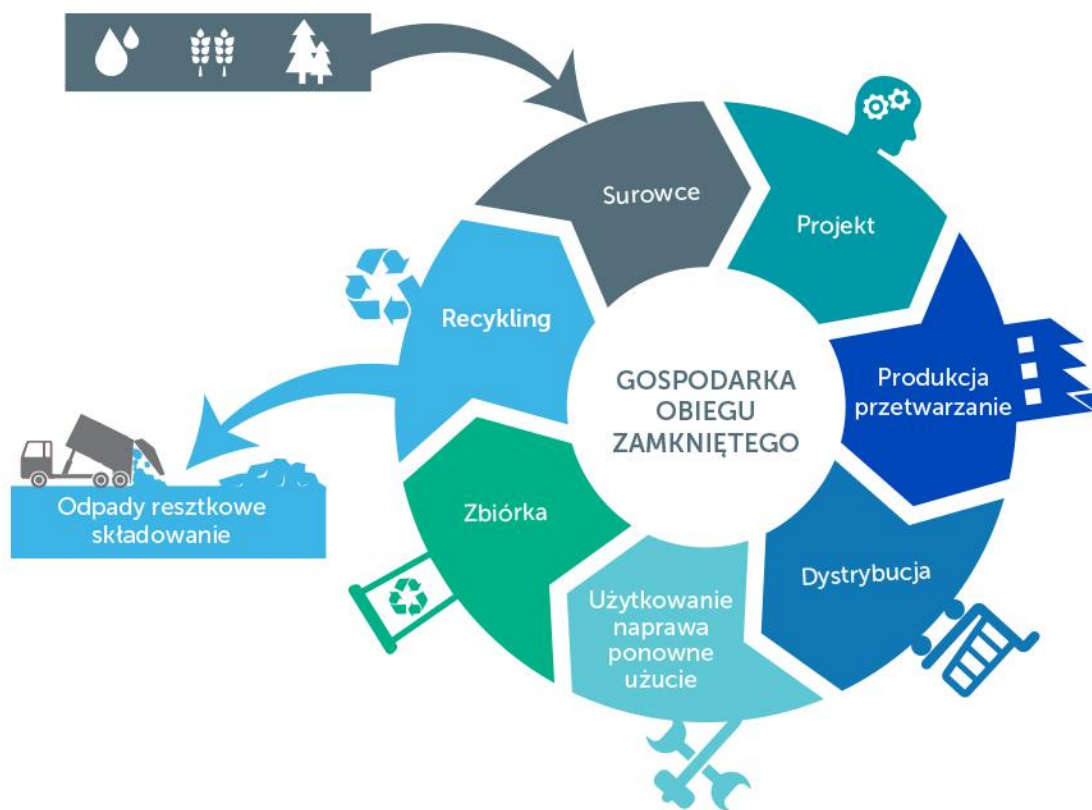 Surowce
Projekt
Produkcja
przetwarzanie
Dystrybucja
Użytkowanie
naprawa
ponowne
użucie
Zbiórka
Recykling
Odpady resztkowe
składowanie
GOSPODARKA
OBIEGU
ZAMKNIĘTEGO